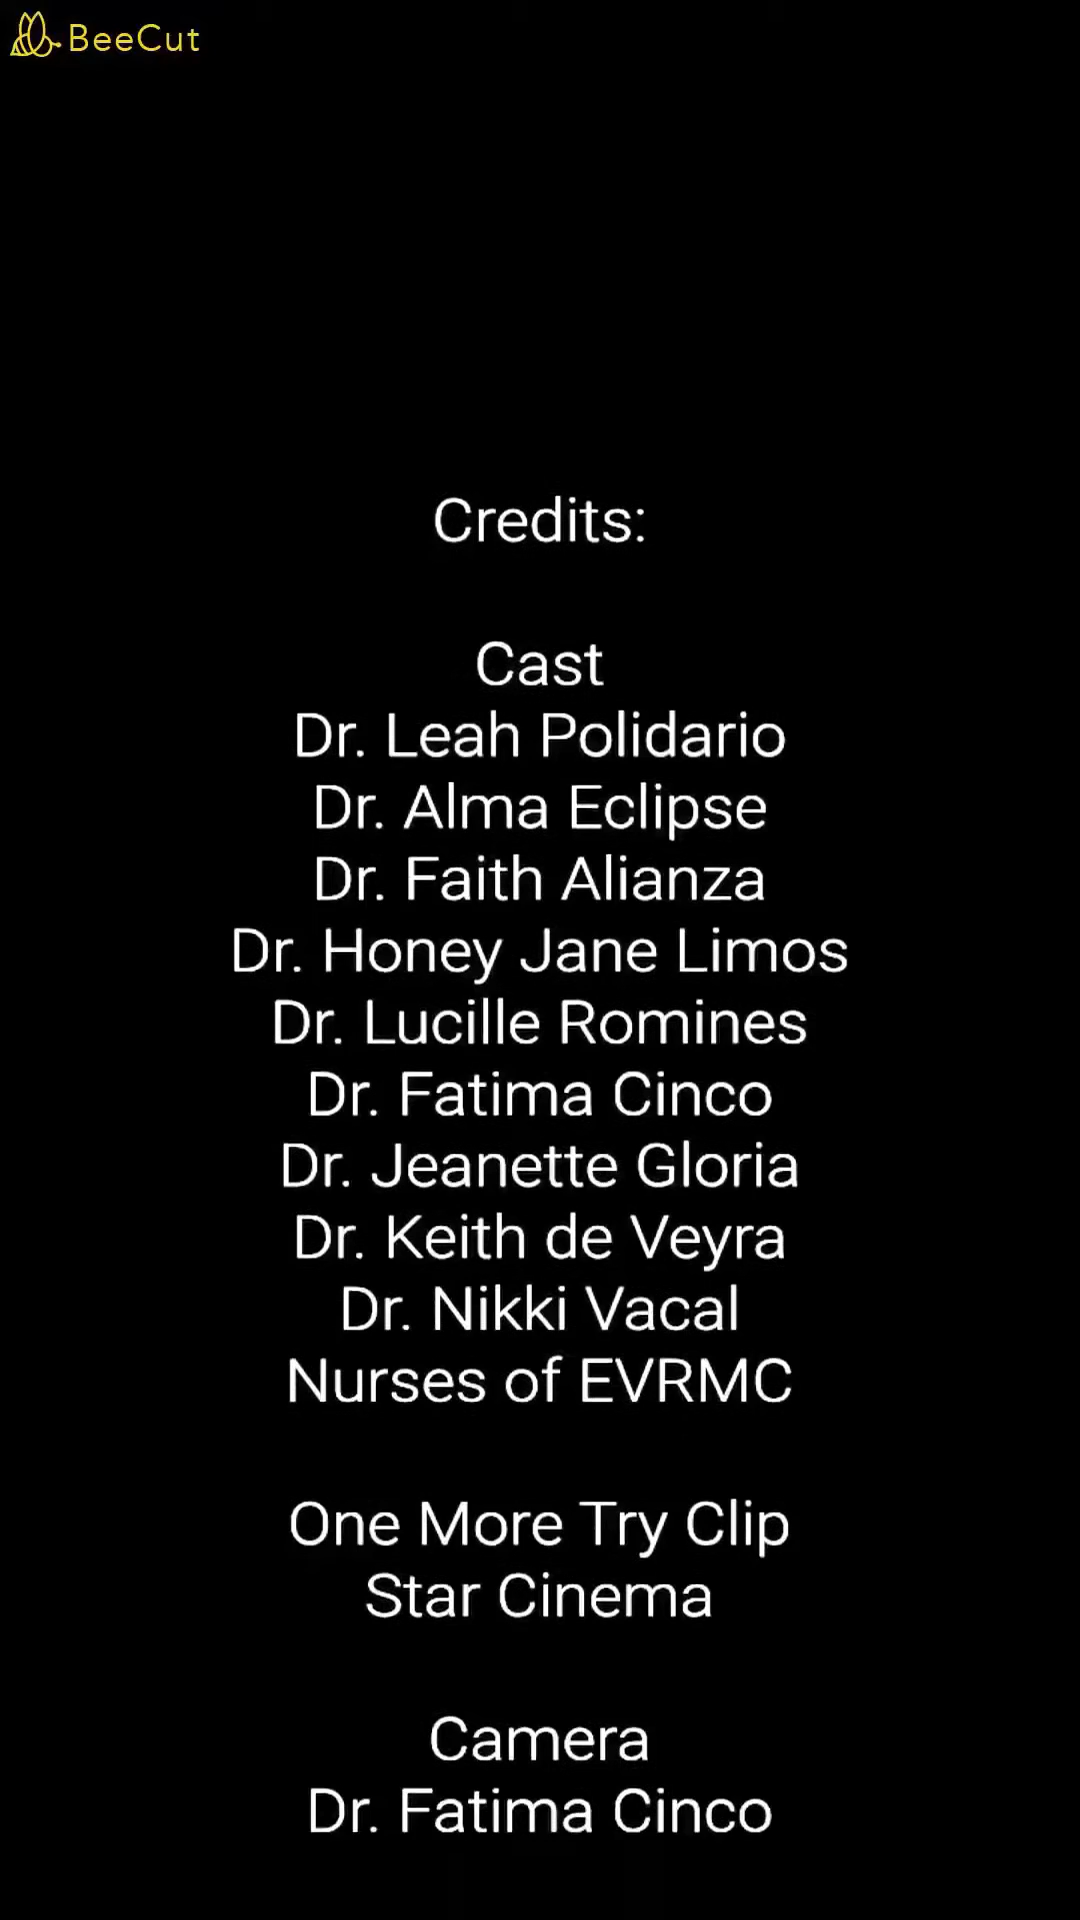 BeeCut
Credits:
Cast
Dr. Leah Polidario
Dr. Alma Eclipse
Dr. Faith Alianza
Dr. Honey Jane Limos
Dr. Lucille Romines
Dr. Fatima Cinco
Dr. Jeanette Gloria
Dr. Keith de Veyra
Dr. Nikki Vacal
Nurses of EVRMC
One More Try Clip
Star Cinema
Camera
Dr. Fatima Cinco